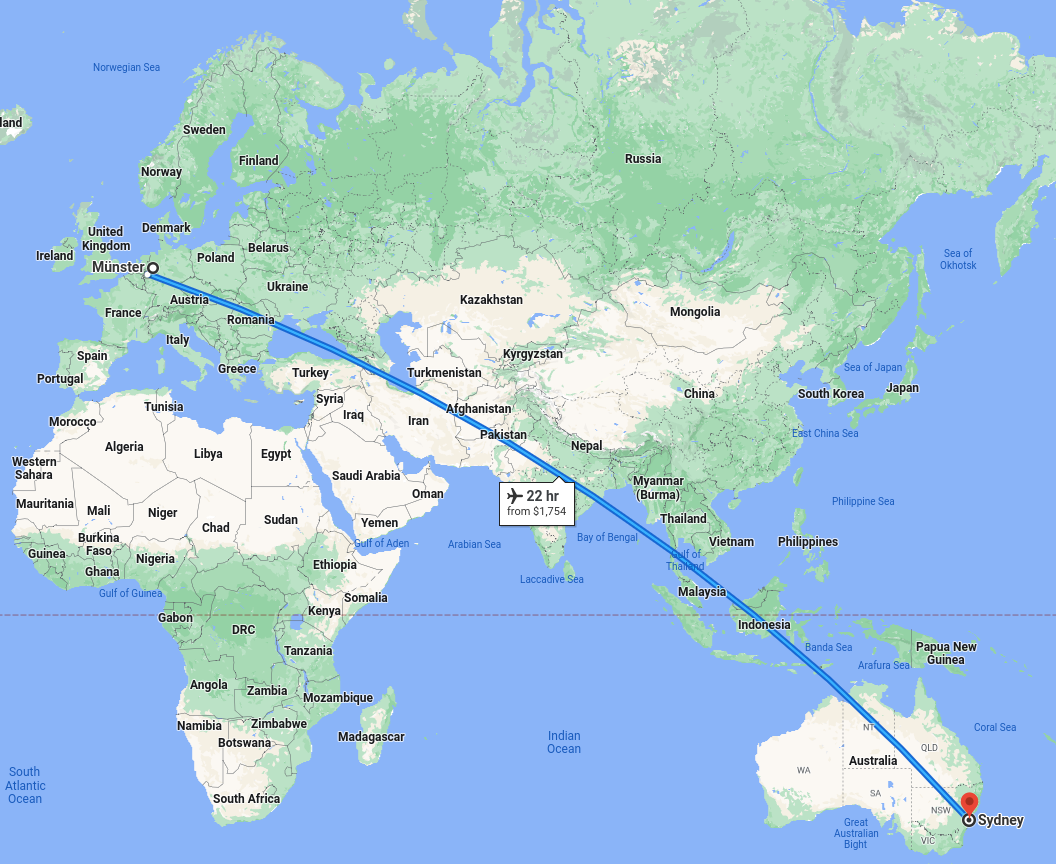 Norwegian Sea
land
Sweden
Finland
Norway
Russia
Denmark
United
Kingdom
Ireland
Belarus
Poland
Sea of
Okhotsk
Münster
Ukraine
Austria
Kazakhstan
France
Mongolia
Romania
Italy
Spain
Kyrgyzstan
Greece
Turkey
Turkmenistan
Sea of Japan
Portugal
Japan
South Korea
China
Syria
Tunisia
Afghanistan
Iraq
Iran
Morocco
Pakistan
East China Sea
Algeria
Nepal
Libya
Egypt
Western
Sahara
Saudi Arabia
Myanmar
(Burma)
Oman
22 hr
from $1,754
Mauritania
Mali
Niger
Philippine Sea
Chad
Sudan
Yemen
Thailand
Burkina
Faso
Gulf of Aden
Arabian Sea
Bay of Bengal
Vietnam
Philippines
Guinea
Nigeria
Ethiopia
Gulf of
Thailand
Ghana
Laccadive Sea
Gulf of Guinea
Somalia
Malaysia
Kenya
Gabon
DRC
Indonesia
Tanzania
Banda Sea
Papua New
Guinea
Arafura Sea
Angola
Zambia
Mozambique
Namibia
Zimbabwe
Botswana
Madagascar
NT
Coral Sea
Indian
Ocean
QLD
Australia
WA
South
Atlantic
Ocean
SA
South Africa
NSW
Sydney
Great
Australian
Bight
VIC